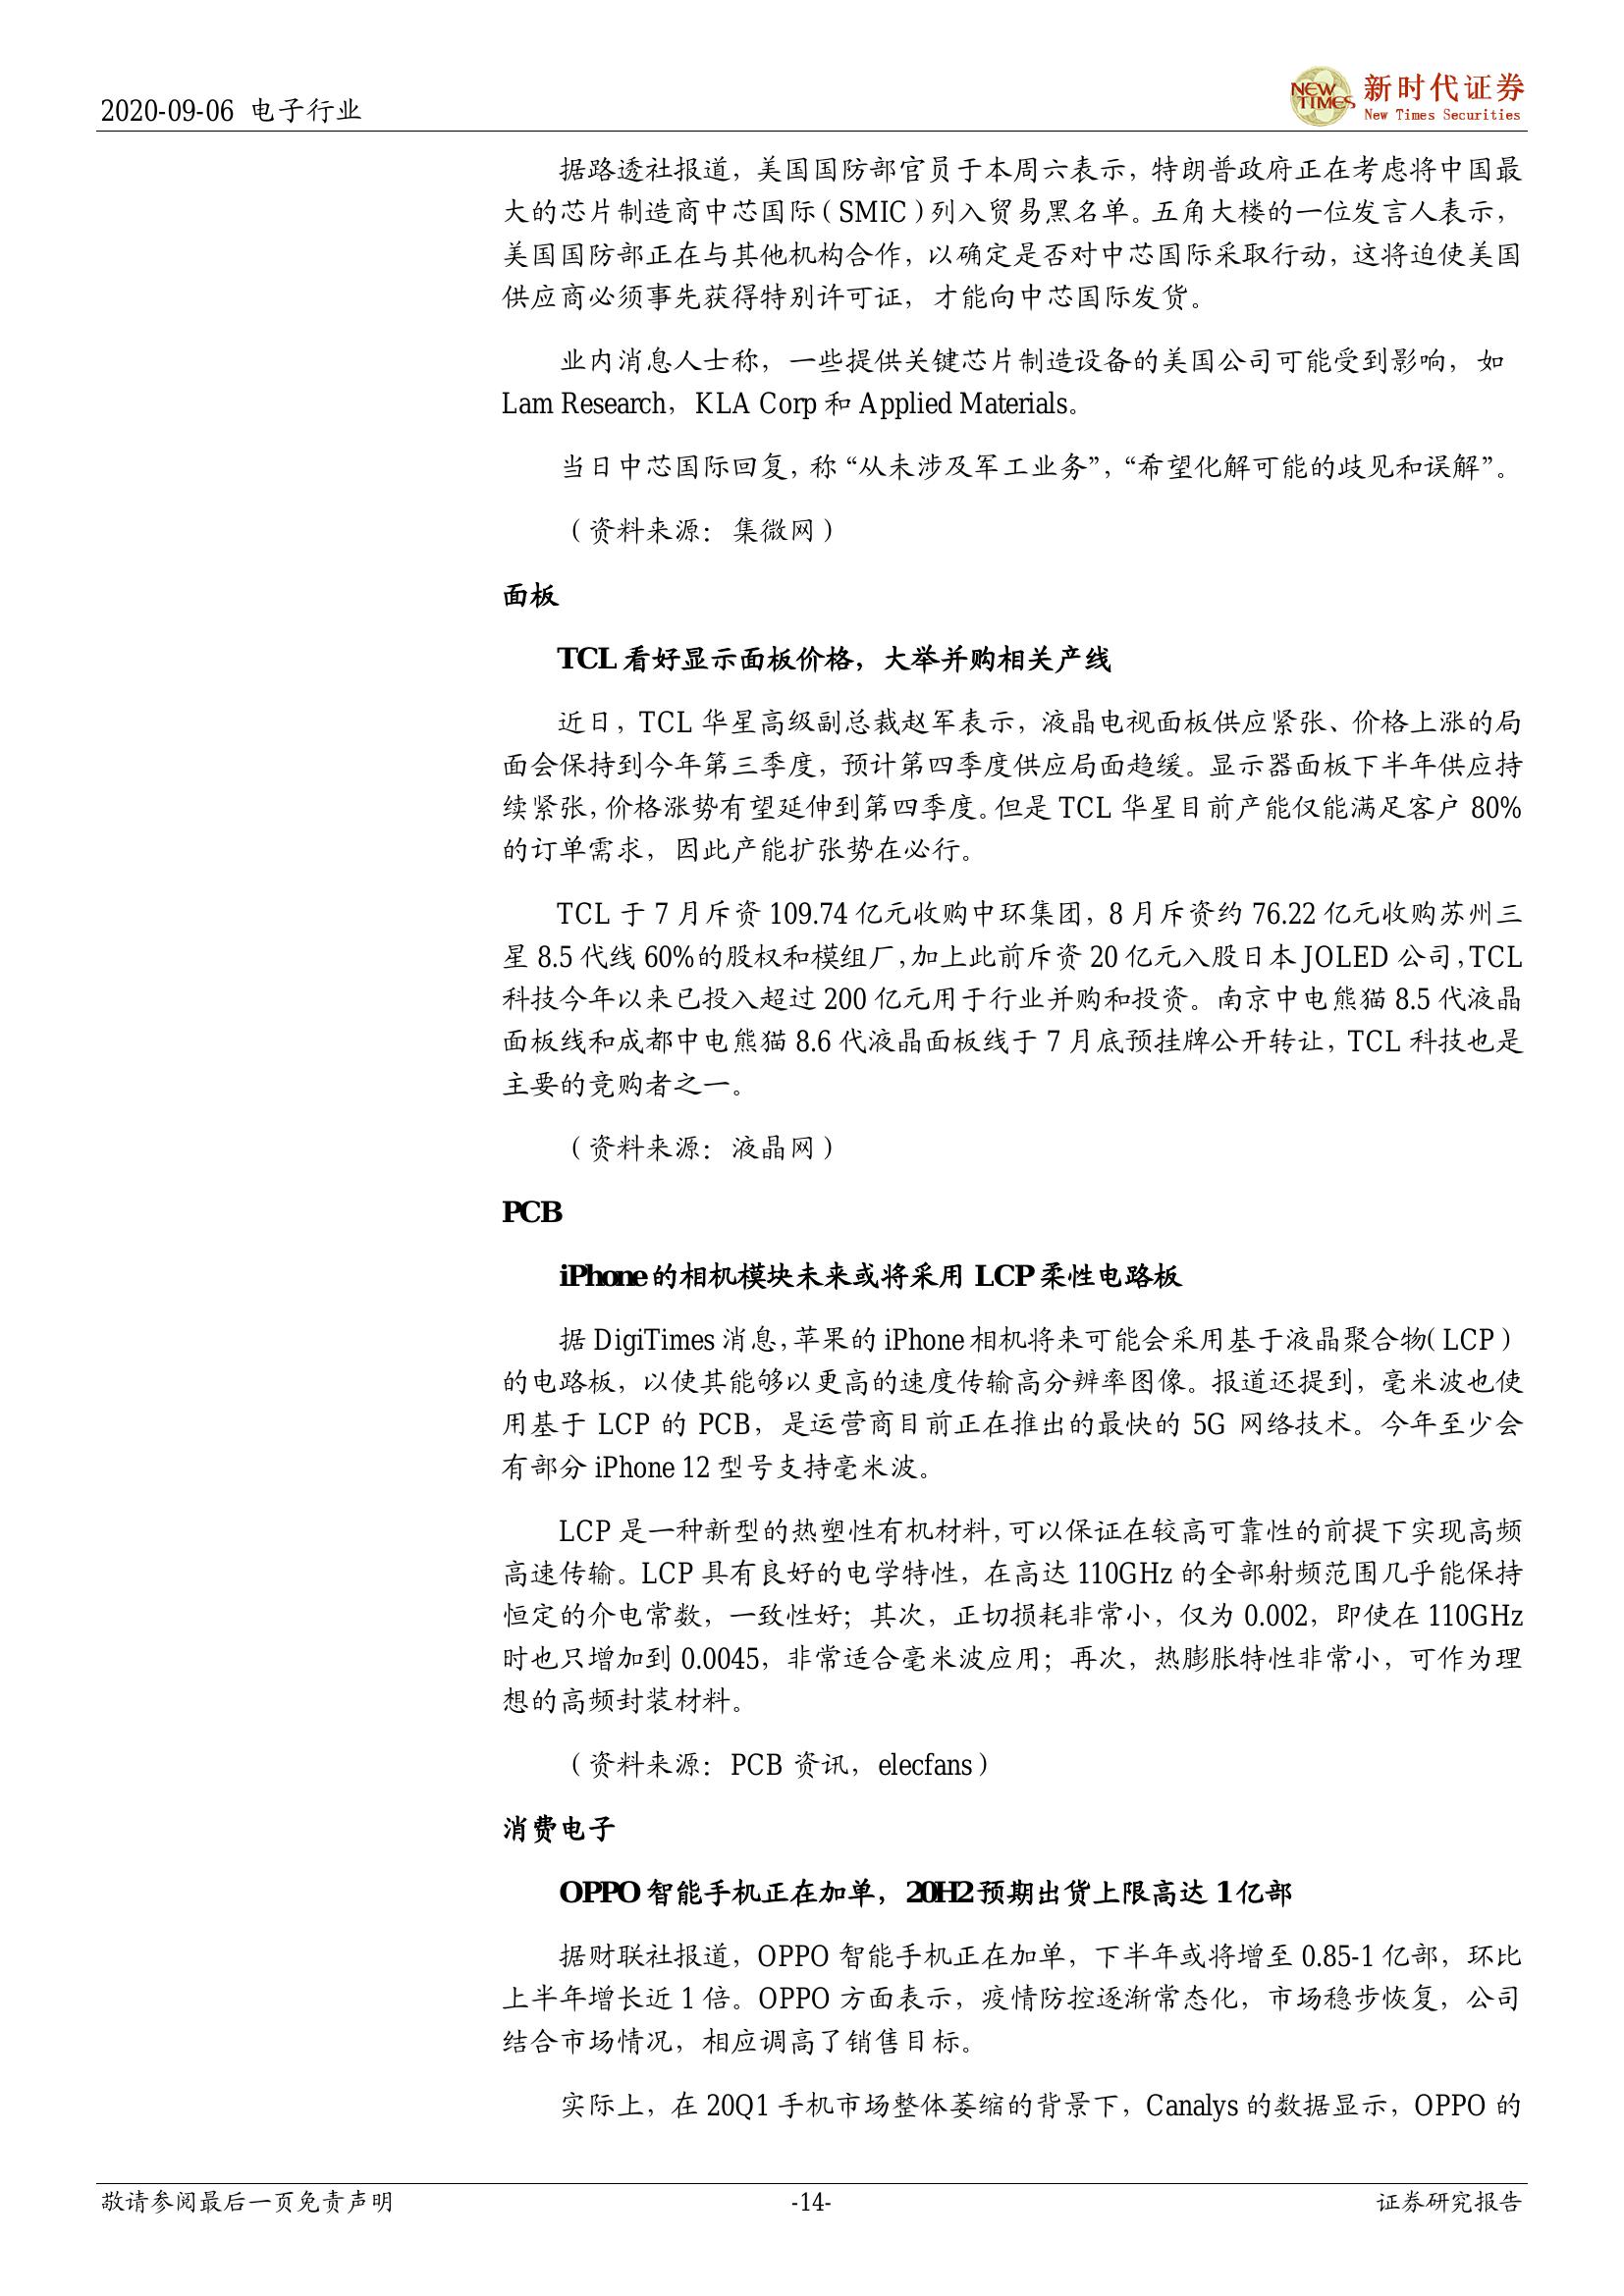 2020-09-06 电子行业
NEW TIMES
新时代证券
New Times Securities
据路透社报道，美国国防部官员于本周六表示，特朗普政府正在考虑将中国最
大的芯片制造商中芯国际（SMIC）列入贸易黑名单。五角大楼的一位发言人表示，
美国国防部正在与其他机构合作，以确定是否对中芯国际采取行动，这将迫使美国
供应商必须事先获得特别许可证，才能向中芯国际发货。
业内消息人士称，一些提供关键芯片制造设备的美国公司可能受到影响，如
Lam Research，KLA Corp 和 Applied Materials。
当日中芯国际回复，称“从未涉及军工业务”，“希望化解可能的歧见和误解”。
（资料来源：集微网）
面板
TCL 看好显示面板价格，大举并购相关产线
近日，TCL 华星高级副总裁赵军表示，液晶电视面板供应紧张、价格上涨的局
面会保持到今年第三季度，预计第四季度供应局面趋缓。显示器面板下半年供应持
续紧张，价格涨势有望延伸到第四季度。但是 TCL 华星目前产能仅能满足客户 80%
的订单需求，因此产能扩张势在必行。
TCL 于 7 月斥资 109.74 亿元收购中环集团，8 月斥资约 76.22 亿元收购苏州三
星 8.5 代线 60%的股权和模组厂，加上此前斥资 20 亿元入股日本 JOLED 公司，TCL
科技今年以来已投入超过 200 亿元用于行业并购和投资。南京中电熊猫 8.5 代液晶
面板线和成都中电熊猫 8.6 代液晶面板线于 7 月底预挂牌公开转让，TCL 科技也是
主要的竞购者之一。
（资料来源：液晶网）
PCB
iPhone 的相机模块未来或将采用 LCP 柔性电路板
据 DigiTimes 消息，苹果的 iPhone 相机将来可能会采用基于液晶聚合物（LCP）
的电路板，以使其能够以更高的速度传输高分辨率图像。报道还提到，毫米波也使
用基于 LCP 的 PCB，是运营商目前正在推出的最快的 5G 网络技术。今年至少会
有部分 iPhone 12 型号支持毫米波。
LCP 是一种新型的热塑性有机材料，可以保证在较高可靠性的前提下实现高频
高速传输。LCP 具有良好的电学特性，在高达 110GHz 的全部射频范围几乎能保持
恒定的介电常数，一致性好；其次，正切损耗非常小，仅为 0.002，即使在 110GHz
时也只增加到 0.0045，非常适合毫米波应用；再次，热膨胀特性非常小，可作为理
想的高频封装材料。
（资料来源：PCB 资讯，elecfans）
消费电子
OPPO 智能手机正在加单，20H2 预期出货上限高达 1 亿部
据财联社报道，OPPO 智能手机正在加单，下半年或将增至 0.85-1 亿部，环比
上半年增长近 1 倍。OPPO 方面表示，疫情防控逐渐常态化，市场稳步恢复，公司
结合市场情况，相应调高了销售目标。
实际上，在 20Q1 手机市场整体萎缩的背景下，Canalys 的数据显示，OPPO 的
敬请参阅最后一页免责声明
-14-
证券研究报告